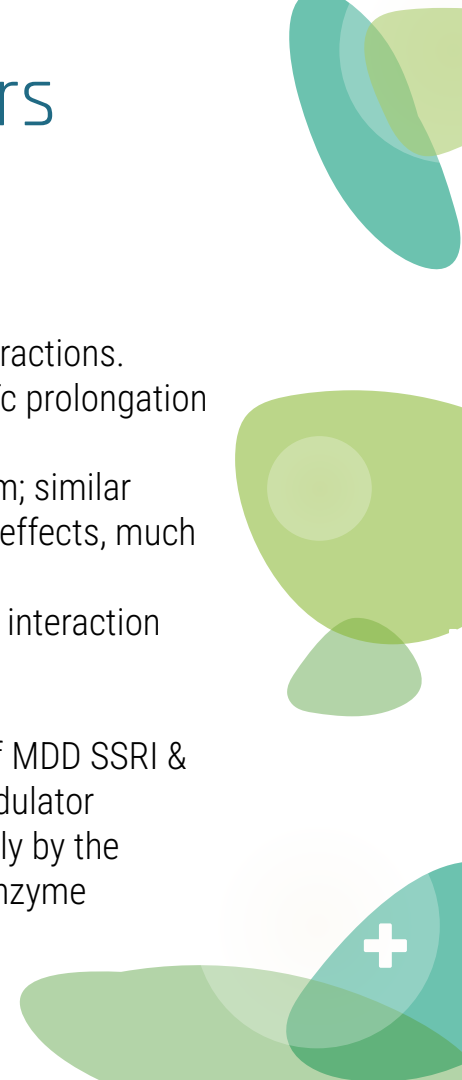 rs
ractions.
c prolongation
m; similar
effects, much
interaction
f MDD SSRI &
dulator
ly by the
nzyme